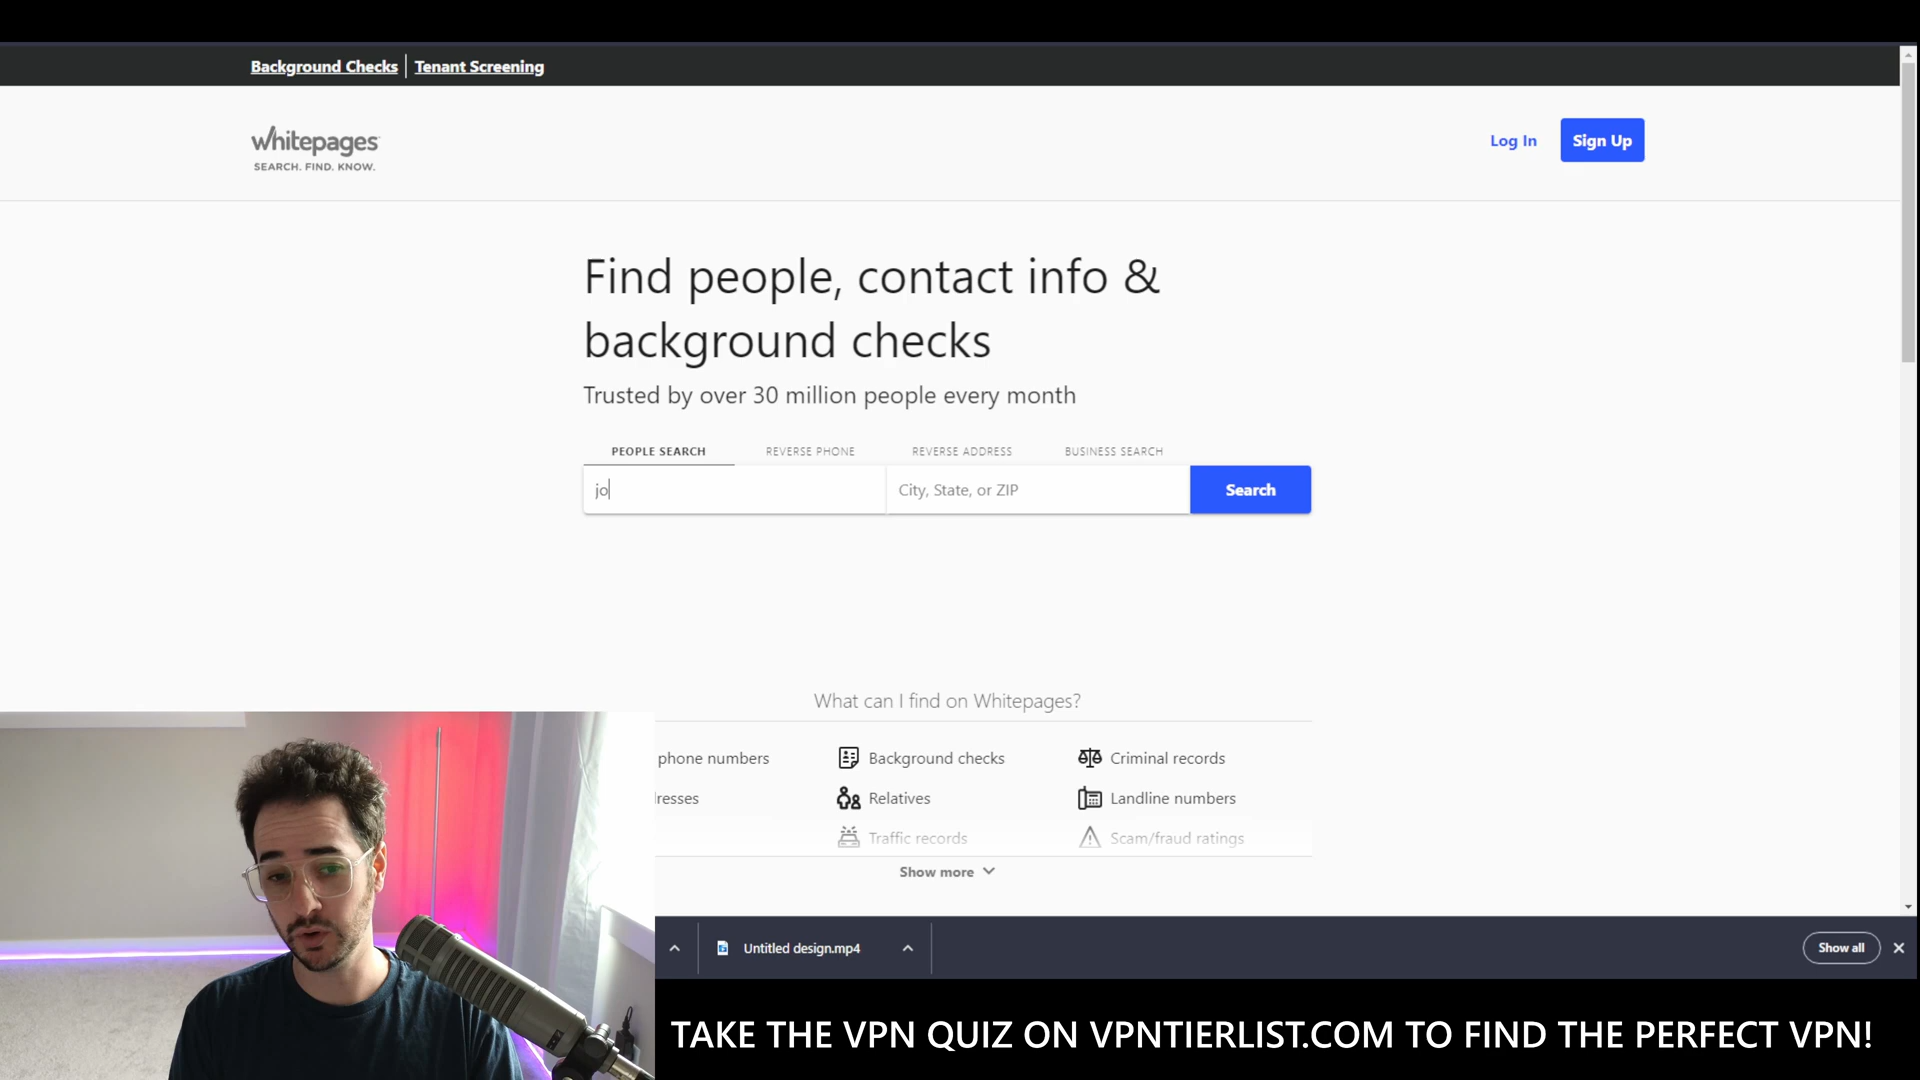 Background Checks
Tenant Screening
whitepages
SEARCH. FIND. KNOW.
Log In
Sign Up
Find people, contact info &
background checks
Trusted by over 30 million people every month
PEOPLE SEARCH
REVERSE PHONE
REVERSE ADDRESS
BUSINESS SEARCH
jo
City, State, or ZIP
Search
What can I find on Whitepages?
phone numbers
Background checks
Criminal records
resses
Relatives
Landline numbers
Traffic records
Scam/fraud ratings
Show more
Untitled design.mp4
Show all
TAKE THE VPN QUIZ ON VPNTIERLIST.COM TO FIND THE PERFECT VPN!